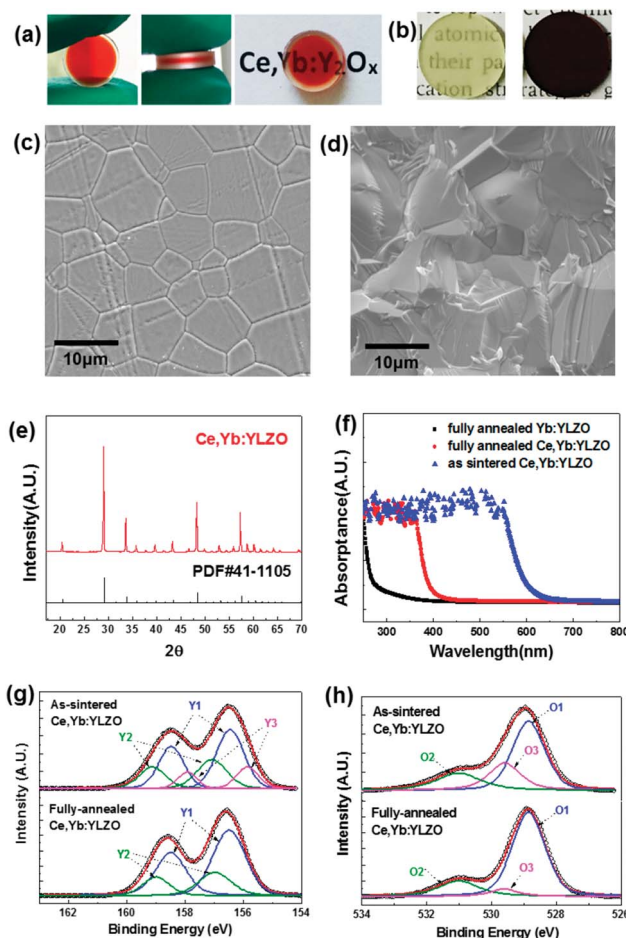 (a)
Ce,Yb:Y₂Oₓ
(b)
atomic
their pa
cation st
(c)
10μm
(d)
10μm
(e)
Ce,Yb:YLZO
PDF#41-1105
Intensity(A.U.)
20 25 30 35 40 45 50 55 60 65 70
2θ
(f)
fully annealed Yb:YLZO
fully annealed Ce,Yb:YLZO
as sintered Ce,Yb:YLZO
Absorptance(A.U.)
300 400 500 600 700 800
Wavelength(nm)
(g)
As-sintered
Ce,Yb:YLZO
Y1
Y2
Y3
Fully-annealed
Ce,Yb:YLZO
Y1
Y2
Intensity (A.U.)
162 160 158 156 154
Binding Energy (eV)
(h)
As-sintered
Ce,Yb:YLZO
O1
O3
O2
Fully-annealed
Ce,Yb:YLZO
O1
O2
O3
Intensity (A.U.)
534 532 530 528 526
Binding Energy (eV)